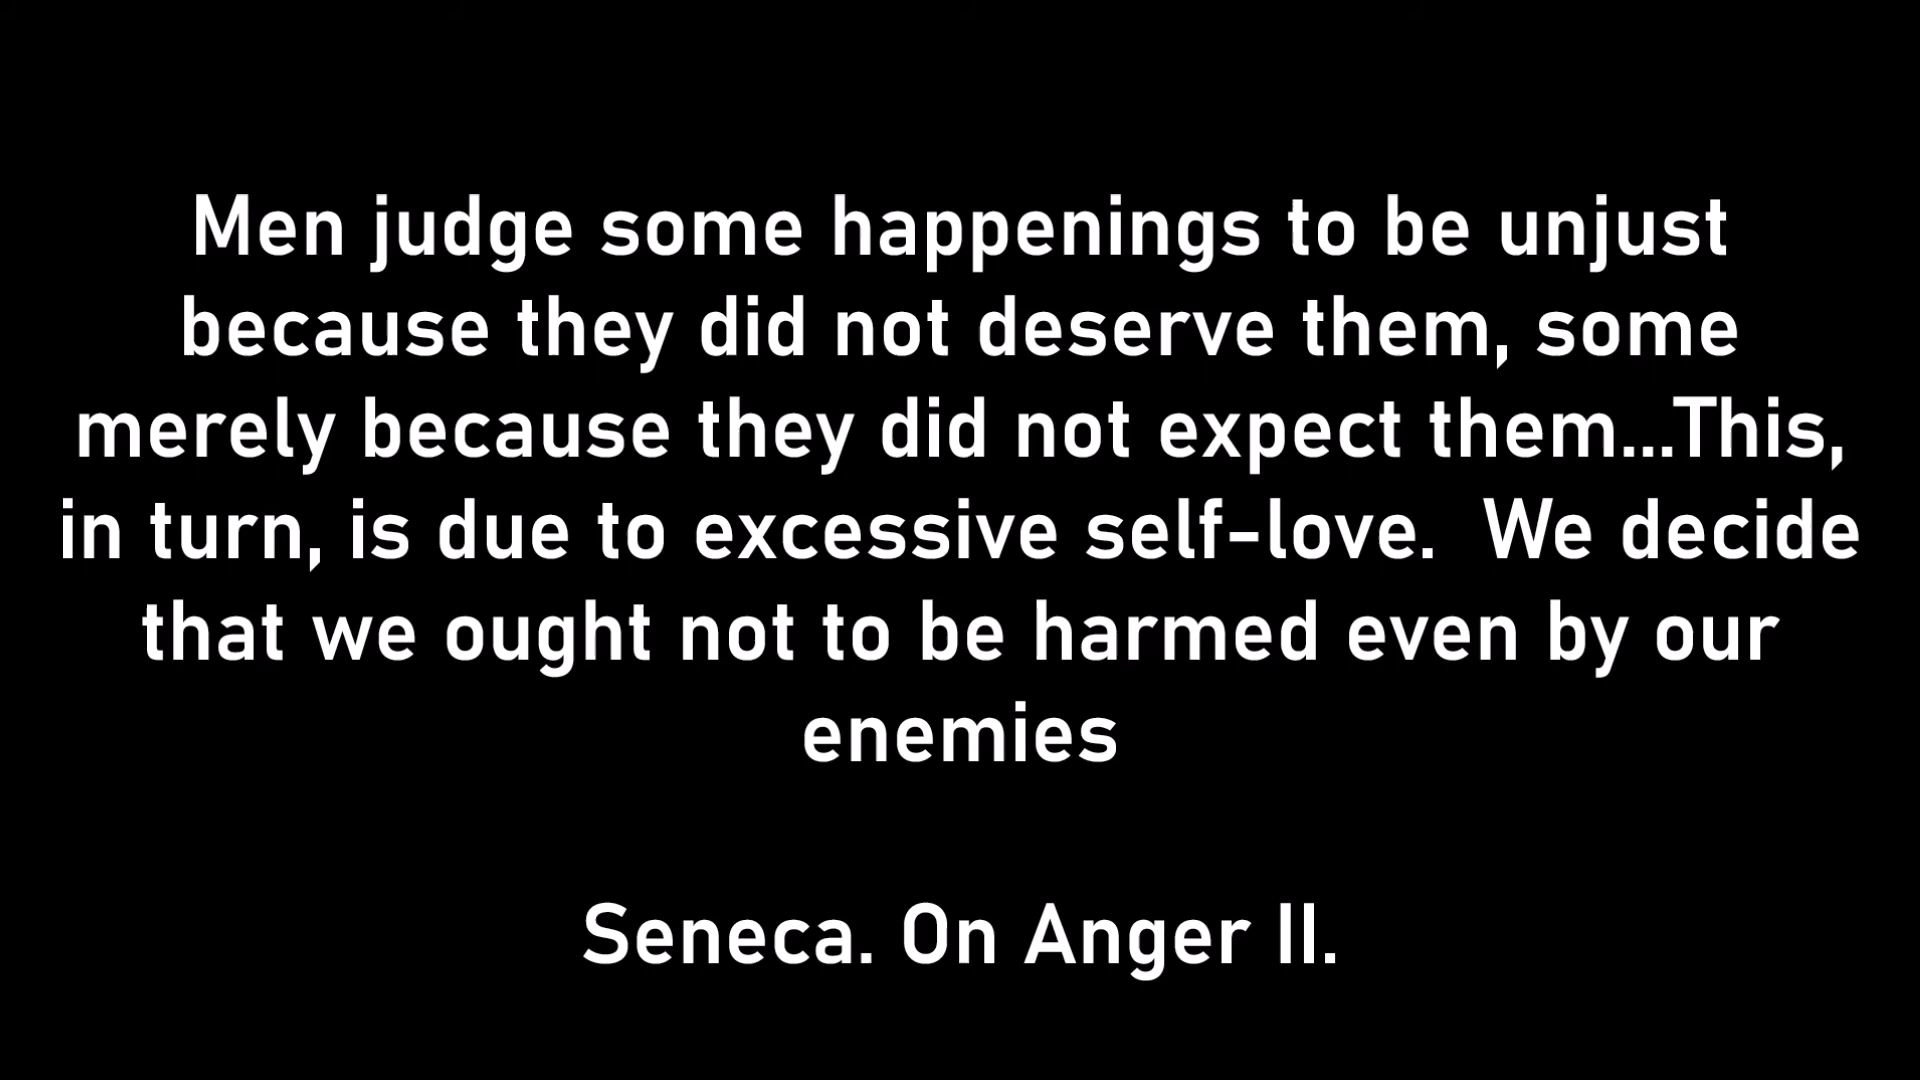 Men judge some happenings to be unjust
because they did not deserve them, some
merely because they did not expect them...This,
in turn, is due to excessive self-love.  We decide
that we ought not to be harmed even by our
enemies
Seneca. On Anger II.